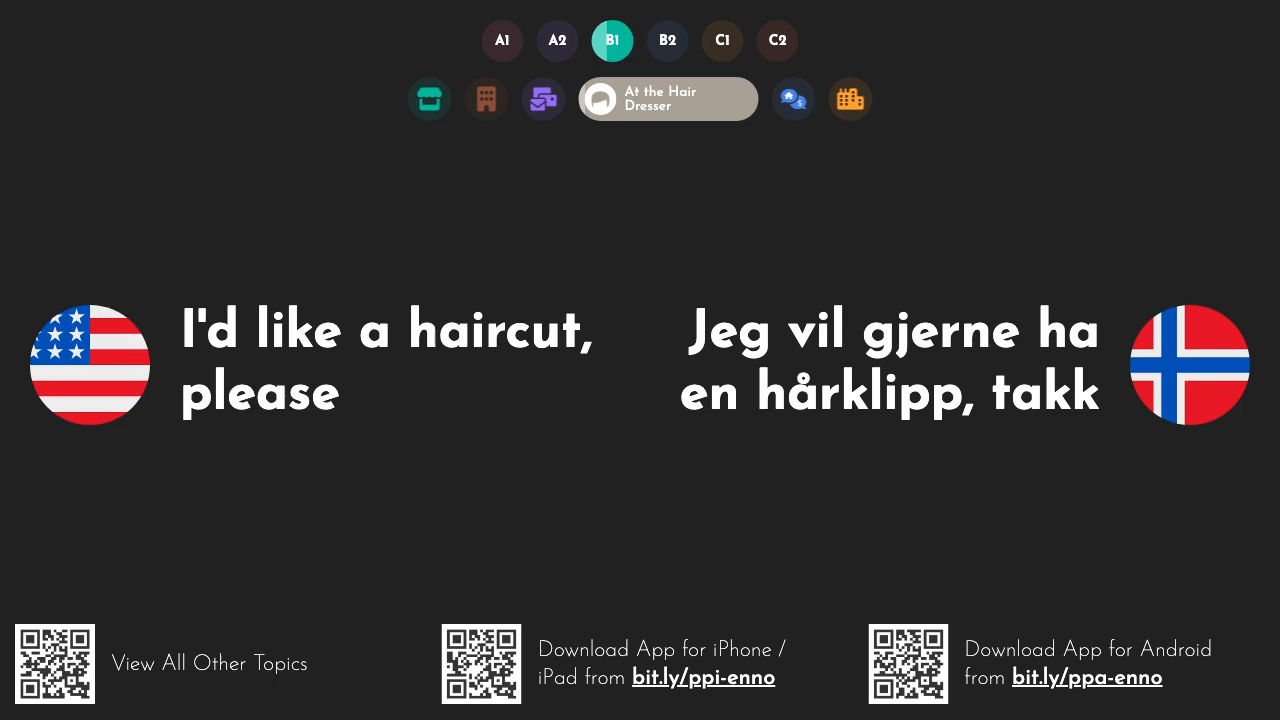 A1 A2 B1 B2 C1 C2
At the Hair
Dresser
I'd like a haircut,
please
Jeg vil gjerne ha
en hårklipp, takk
View All Other Topics
Download App for iPhone /
iPad from bit.ly/ppi-enno
Download App for Android
from bit.ly/ppa-enno